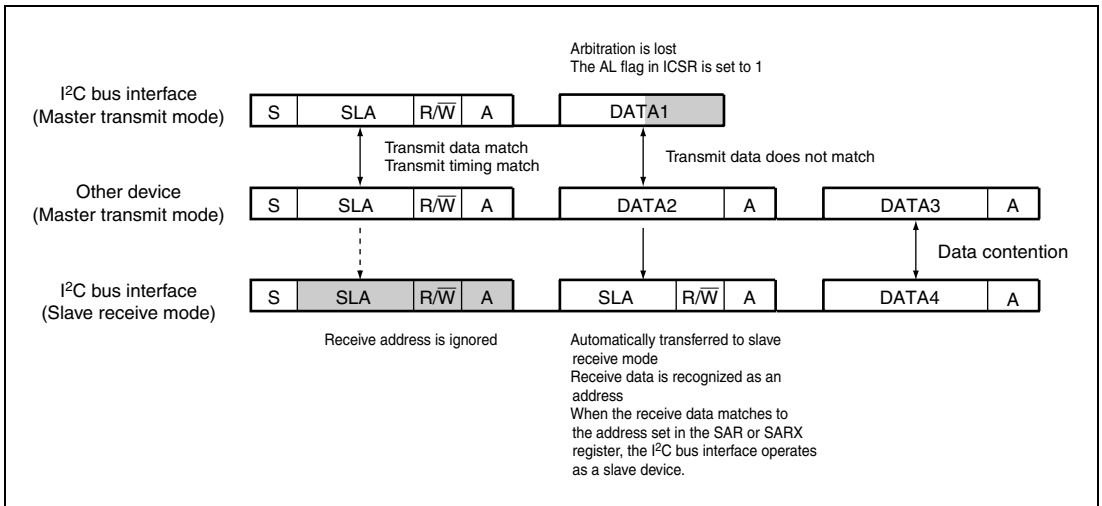 Arbitration is lost
The AL flag in ICSR is set to 1
I²C bus interface
(Master transmit mode)
S SLA R/W̅ A DATA1
Transmit data match
Transmit timing match
Transmit data does not match
Other device
(Master transmit mode)
S SLA R/W̅ A DATA2 A DATA3 A
Data contention
I²C bus interface
(Slave receive mode)
S SLA R/W̅ A SLA R/W̅ A DATA4 A
Receive address is ignored
Automatically transferred to slave
receive mode
Receive data is recognized as an
address
When the receive data matches to
the address set in the SAR or SARX
register, the I²C bus interface operates
as a slave device.